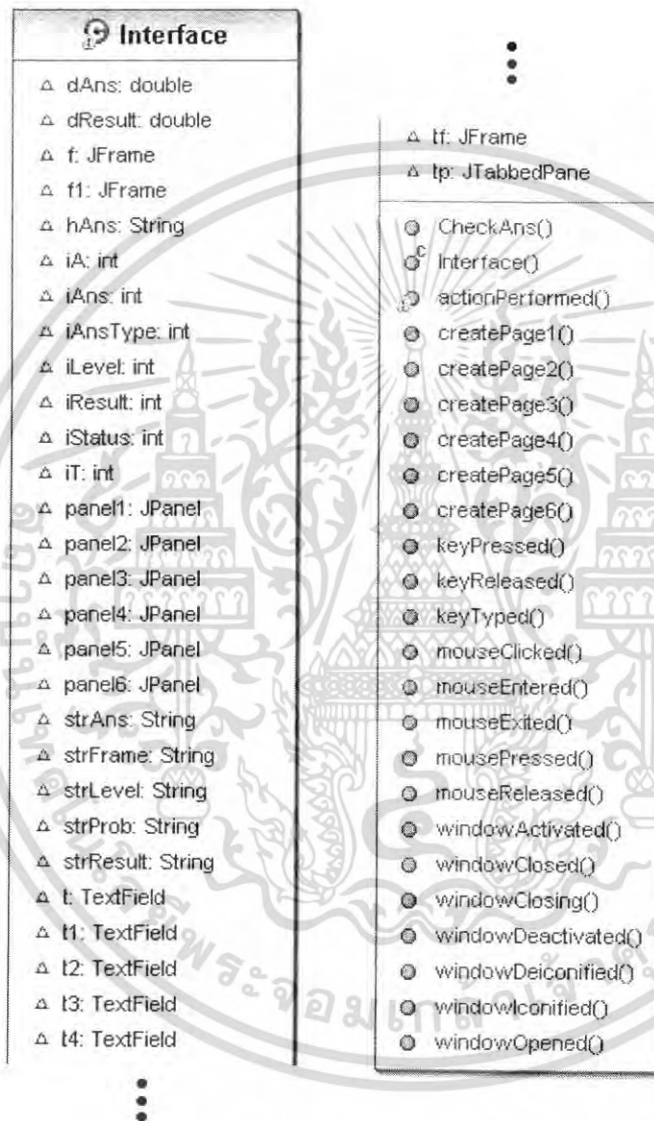 Interface
dAns: double
dResult: double
f: JFrame
f1: JFrame
hAns: String
iA: int
iAns: int
iAnsType: int
iLevel: int
iResult: int
iStatus: int
iT: int
panel1: JPanel
panel2: JPanel
panel3: JPanel
panel4: JPanel
panel5: JPanel
panel6: JPanel
strAns: String
strFrame: String
strLevel: String
strProb: String
strResult: String
t: TextField
t1: TextField
t2: TextField
t3: TextField
t4: TextField
tf: JFrame
tp: JTabbedPane
CheckAns()
Interface()
actionPerformed()
createPage1()
createPage2()
createPage3()
createPage4()
createPage5()
createPage6()
keyPressed()
keyReleased()
keyTyped()
mouseClicked()
mouseEntered()
mouseExited()
mousePressed()
mouseReleased()
windowActivated()
windowClosed()
windowClosing()
windowDeactivated()
windowDeiconified()
windowIconified()
windowOpened()